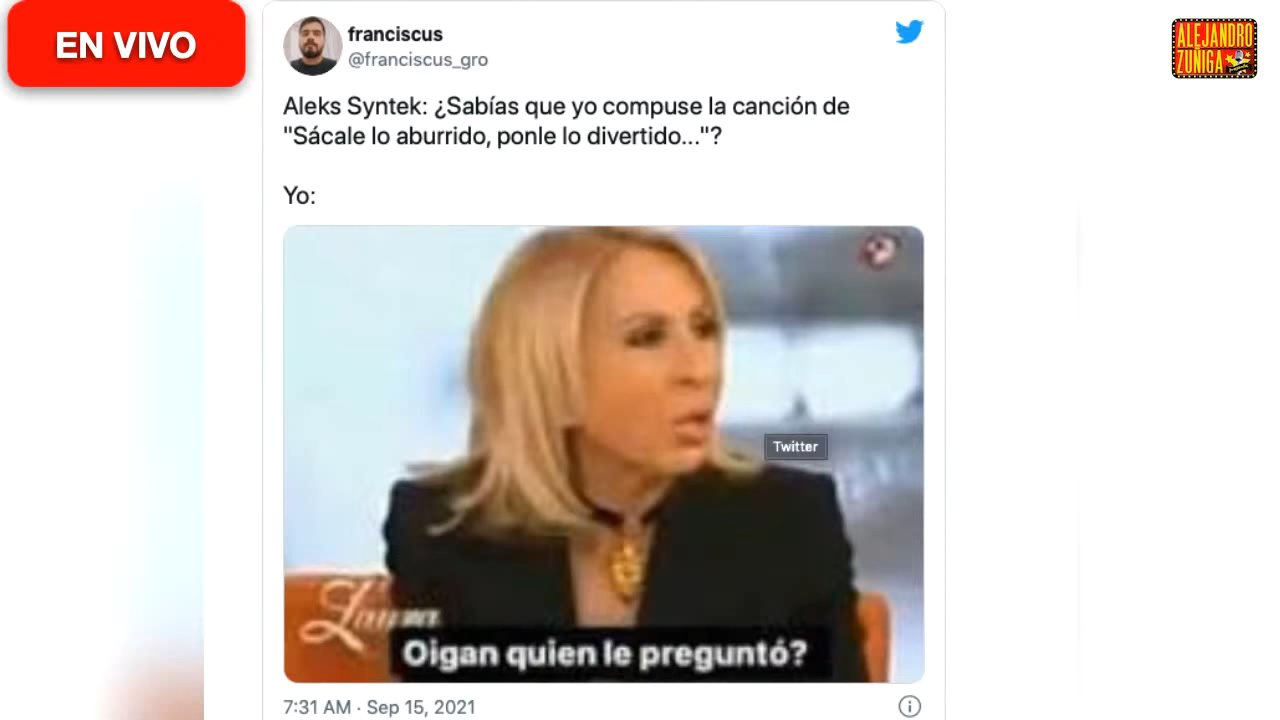 EN VIVO
franciscus
@franciscus_gro
ALEJANDRO
ZUÑIGA
Aleks Syntek: ¿Sabías que yo compuse la canción de
"Sácale lo aburrido, ponle lo divertido..."?
Yo:
Twitter
Laura
Oigan quien le preguntó?
7:31 AM · Sep 15, 2021